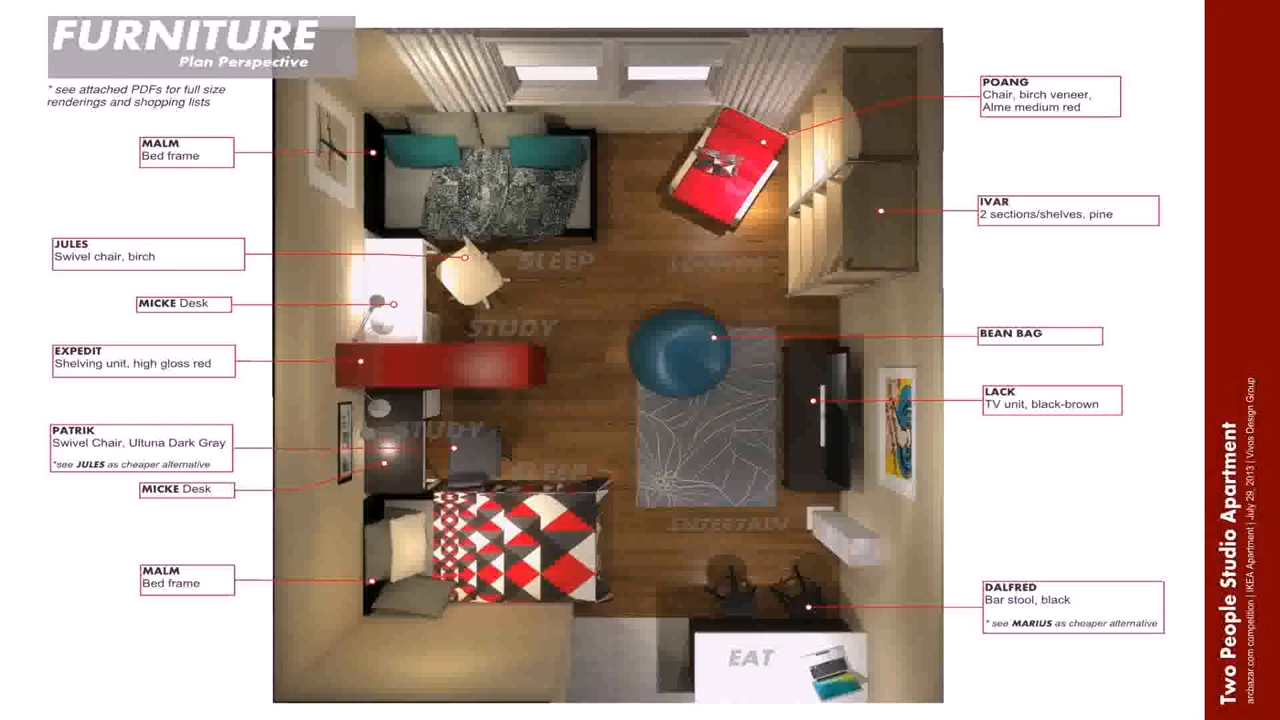 FURNITURE
Plan Perspective
* see attached PDFs for full size
renderings and shopping lists
MALM
Bed frame
JULES
Swivel chair, birch
MICKE Desk
EXPEDIT
Shelving unit, high gloss red
PATRIK
Swivel Chair, Ultuna Dark Gray
*see JULES as cheaper alternative
MICKE Desk
MALM
Bed frame
SLEEP
STUDY
STUDY
SLEEP
ENTERTAIN
EAT
POANG
Chair, birch veneer,
Alme medium red
IVAR
2 sections/shelves, pine
BEAN BAG
LACK
TV unit, black-brown
DALFRED
Bar stool, black
* see MARIUS as cheaper alternative
Two People Studio Apartment
arcbazar.com competition | IKEA Apartment | July 29, 2013 | Vivos Design Group